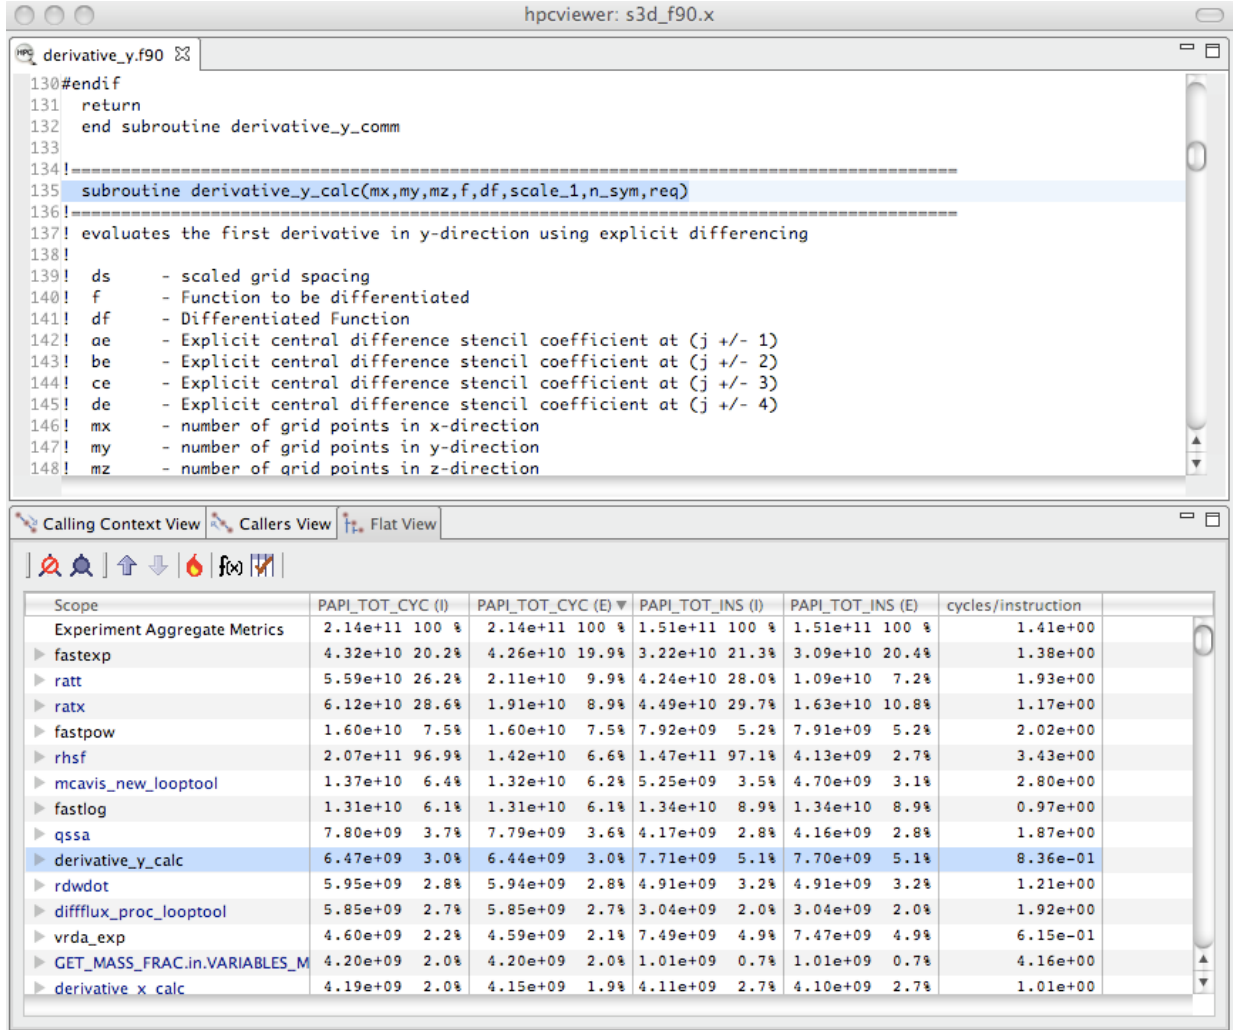 hpcviewer: s3d_f90.x
derivative_y.f90
130#endif
131 return
132 end subroutine derivative_y_comm
133
134!=========================================================================================
135 subroutine derivative_y_calc(mx,my,mz,f,df,scale_1,n_sym,req)
136!=========================================================================================
137! evaluates the first derivative in y-direction using explicit differencing
138!
139! ds - scaled grid spacing
140! f - Function to be differentiated
141! df - Differentiated Function
142! ae - Explicit central difference stencil coefficient at (j +/- 1)
143! be - Explicit central difference stencil coefficient at (j +/- 2)
144! ce - Explicit central difference stencil coefficient at (j +/- 3)
145! de - Explicit central difference stencil coefficient at (j +/- 4)
146! mx - number of grid points in x-direction
147! my - number of grid points in y-direction
148! mz - number of grid points in z-direction
Calling Context View Callers View Flat View
f(x)
Scope PAPI_TOT_CYC (I) PAPI_TOT_CYC (E) PAPI_TOT_INS (I) PAPI_TOT_INS (E) cycles/instruction
Experiment Aggregate Metrics 2.14e+11 100 % 2.14e+11 100 % 1.51e+11 100 % 1.51e+11 100 % 1.41e+00
fastexp 4.32e+10 20.2% 4.26e+10 19.9% 3.22e+10 21.3% 3.09e+10 20.4% 1.38e+00
ratt 5.59e+10 26.2% 2.11e+10 9.9% 4.24e+10 28.0% 1.09e+10 7.2% 1.93e+00
ratx 6.12e+10 28.6% 1.91e+10 8.9% 4.49e+10 29.7% 1.63e+10 10.8% 1.17e+00
fastpow 1.60e+10 7.5% 1.60e+10 7.5% 7.92e+09 5.2% 7.91e+09 5.2% 2.02e+00
rhsf 2.07e+11 96.9% 1.42e+10 6.6% 1.47e+11 97.1% 4.13e+09 2.7% 3.43e+00
mcavis_new_looptool 1.37e+10 6.4% 1.32e+10 6.2% 5.25e+09 3.5% 4.70e+09 3.1% 2.80e+00
fastlog 1.31e+10 6.1% 1.31e+10 6.1% 1.34e+10 8.9% 1.34e+10 8.9% 0.97e+00
qssa 7.80e+09 3.7% 7.79e+09 3.6% 4.17e+09 2.8% 4.16e+09 2.8% 1.87e+00
derivative_y_calc 6.47e+09 3.0% 6.44e+09 3.0% 7.71e+09 5.1% 7.70e+09 5.1% 8.36e-01
rdwdot 5.95e+09 2.8% 5.94e+09 2.8% 4.91e+09 3.2% 4.91e+09 3.2% 1.21e+00
diffflux_proc_looptool 5.85e+09 2.7% 5.85e+09 2.7% 3.04e+09 2.0% 3.04e+09 2.0% 1.92e+00
vrda_exp 4.60e+09 2.2% 4.59e+09 2.1% 7.49e+09 4.9% 7.47e+09 4.9% 6.15e-01
GET_MASS_FRAC.in.VARIABLES_M 4.20e+09 2.0% 4.20e+09 2.0% 1.01e+09 0.7% 1.01e+09 0.7% 4.16e+00
derivative_x_calc 4.19e+09 2.0% 4.15e+09 1.9% 4.11e+09 2.7% 4.10e+09 2.7% 1.01e+00